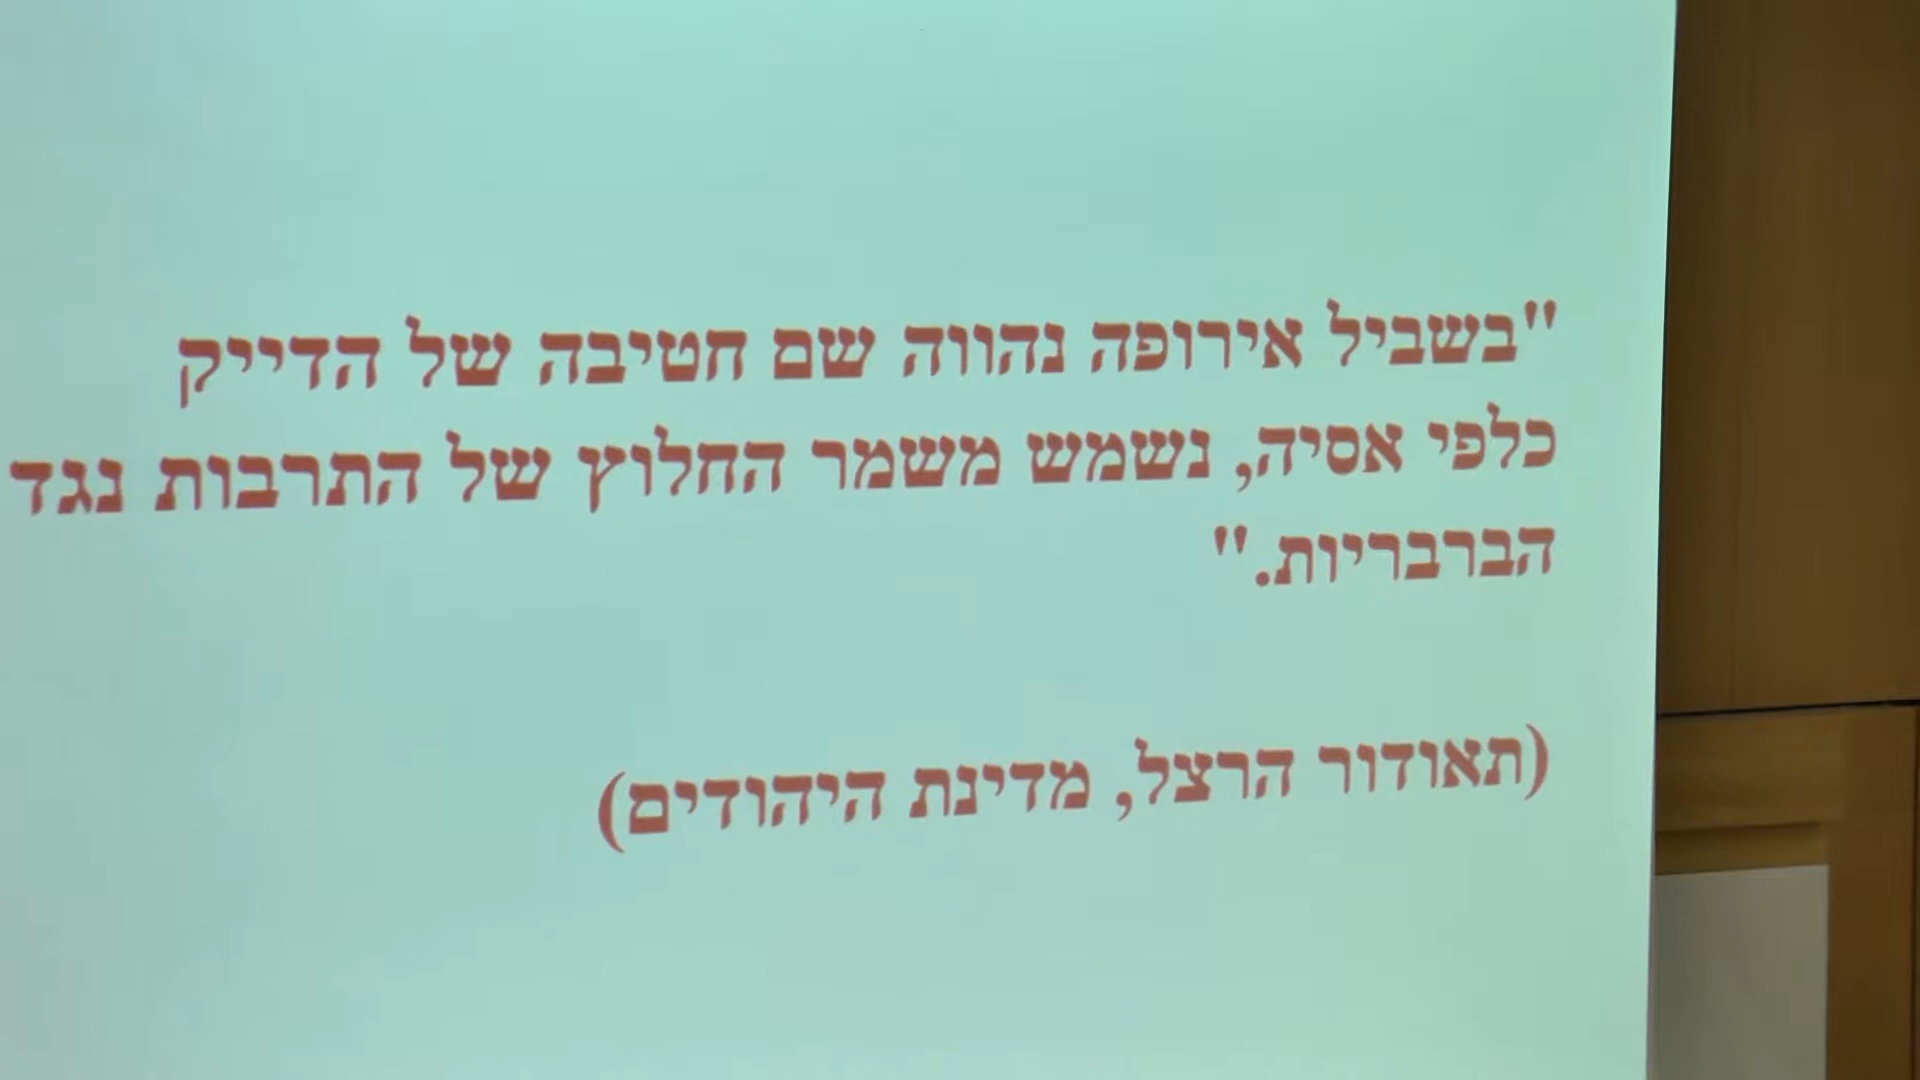 "בשביל אירופה נהווה שם חטיבה של הדייק
כלפי אסיה, נשמש משמר החלוץ של התרבות נגד
הברבריות."
(תאודור הרצל, מדינת היהודים)